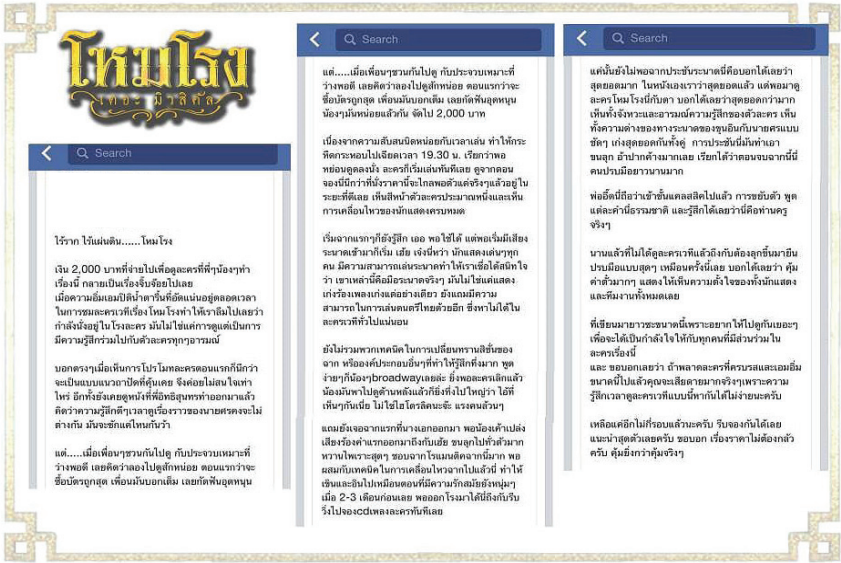 โหมโรง
เดอะ มิวสิคัล
Search
ไร้ราก ไร้แผ่นดิน......โหมโรง
เงิน 2,000 บาทที่จ่ายไปเพื่อดูละครที่พี่ๆน้องๆทำ
เรื่องนี้ กลายเป็นเรื่องจิ๊บจ้อยไปเลย
เมื่อความอิ่มเอมปิติน้ำตารื้นที่อัดแน่นอยู่ตลอดเวลา
ในการชมละครเวทีเรื่องโหมโรงทำให้เราลืมไปเลยว่า
กำลังนั่งอยู่ในโรงละคร มันไม่ใช่แค่การดูแต่เป็นการ
มีความรู้สึกร่วมไปกับตัวละครทุกๆอารมณ์
บอกตรงๆเมื่อเห็นการโปรโมทละครตอนแรกก็นึกว่า
จะเป็นแบบแนวถาปัดที่คุ้นเคย จึงค่อยไม่สนใจเท่า
ไหร่ อีกทั้งยังเคยดูหนังที่พี่อิทธิสุนทรทำออกมาแล้ว
คิดว่าความรู้สึกดีๆเวลาดูเรื่องราวของนายศรคงจะไม่
ต่างกัน มันจะซักแค่ไหนกันว้า
แต่.....เมื่อเพื่อนๆชวนกันไปดู กับประจวบเหมาะที่
ว่างพอดี เลยคิดว่าลองไปดูสักหน่อย ตอนแรกว่าจะ
ซื้อบัตรถูกสุด เพื่อนมันบอกเต็ม เลยกัดฟันอุดหนุน
Search
แต่.....เมื่อเพื่อนๆชวนกันไปดู กับประจวบเหมาะที่
ว่างพอดี เลยคิดว่าลองไปดูสักหน่อย ตอนแรกว่าจะ
ซื้อบัตรถูกสุด เพื่อนมันบอกเต็ม เลยกัดฟันอุดหนุน
น้องๆมันหน่อยแล้วกัน จัดไป 2,000 บาท
เนื่องจากความสับสนนิดหน่อยกับเวลาเล่น ทำให้กระ
หืดกระหอบไปเฉียดเวลา 19.30 น. เรียกว่าพอ
หย่อนตูดลงนั่ง ละครก็เริ่มเล่นทันทีเลย ดูจากตอน
จองนี่นึกว่าที่นั่งราคานี้จะไกลพอตัวแต่จริงๆแล้วอยู่ใน
ระยะที่ดีเลย เห็นสีหน้าตัวละครประมาณหนึ่งและเห็น
การเคลื่อนไหวของนักแสดงครบหมด
เริ่มฉากแรกๆก็ยังรู้สึก เออ พอใช้ได้ แต่พอเริ่มมีเสียง
ระนาดเข้ามาก็เริ่ม เฮ้ย เจ๋งนี่หว่า นักแสดงเล่นๆทุก
คน มีความสามารถเล่นระนาดทำให้เราเชื่อได้สนิทใจ
ว่า เขาเหล่านี้คือมือระนาดจริงๆ มันไม่ใช่แค่แสดง
เก่งร้องเพลงเก่งแค่อย่างเดียว ยังแถมมีความ
สามารถในการเล่นดนตรีไทยด้วยอีก ซึ่งหาไม่ได้ใน
ละครเวทีทั่วไปแน่นอน
ยังไม่รวมพวกเทคนิคในการเปลี่ยนทรานสิชั่นของ
ฉาก หรือองค์ประกอบอื่นๆที่ทำให้รู้สึกทึ่งมาก พูด
ง่ายๆก็น้องๆbroadwayเลยล่ะ ยิ่งพอละครเลิกแล้ว
น้องมันพาไปดูด้านหลังแล้วก็ยิ่งทึ่งไปใหญ่ว่า ไอ้ที่
เห็นๆกันเนี่ย ไม่ใช่ไฮโดรลิคนะจ๊ะ แรงคนล้วนๆ
แถมยังเจอฉากแรกที่นางเอกออกมา พอน้องเค้าเปล่ง
เสียงร้องคำแรกออกมาถึงกับเฮ้ย ขนลุกไปทั่วตัวมาก
หวานไพเราะสุดๆ ชอบฉากโรแมนติคฉากนี้มาก พอ
ผสมกับเทคนิคในการเคลื่อนไหวฉากไปแล้วนี่ ทำให้
เขินและอินไปเหมือนตอนที่มีความรักสมัยยังหนุ่มๆ
เมื่อ 2-3 เดือนก่อนเลย พอออกโรงมาได้นี่ถึงกับรีบ
วิ่งไปจองcdเพลงละครทันทีเลย
Search
แค่นั้นยังไม่พอฉากประชันระนาดนี่คือบอกได้เลยว่า
สุดยอดมาก ในหนังเองเราว่าสุดยอดแล้ว แต่พอมาดู
ละครโหมโรงนี่กับตา บอกได้เลยว่าสุดยอดกว่ามาก
เห็นทั้งจังหวะและอารมณ์ความรู้สึกของตัวละคร เห็น
ทั้งความต่างของทางระนาดของขุนอินกับนายศรแบบ
ชัดๆ เก่งสุดยอดกันทั้งคู่ การประชันนี่มันทำเอา
ขนลุก อ้าปากค้างมากเลย เรียกได้ว่าตอนจบฉากนี้นี่
คนปรบมือยาวนานมาก
พ่ออี๊ดนี่ถือว่าเข้าขั้นแคลสสิคไปแล้ว การขยับตัว พูด
แต่ละคำนี่ธรรมชาติ และรู้สึกได้เลยว่านี่คือท่านครู
จริงๆ
นานแล้วที่ไม่ได้ดูละครเวทีแล้วถึงกับต้องลุกขึ้นมายืน
ปรบมือแบบสุดๆ เหมือนครั้งนี้เลย บอกได้เลยว่า คุ้ม
ค่าตั๋วมากๆ แสดงให้เห็นความตั้งใจของทั้งนักแสดง
และทีมงานทั้งหมดเลย
ที่เขียนมายาวซะขนาดนี้เพราะอยากให้ไปดูกันเยอะๆ
เพื่อจะได้เป็นกำลังใจให้กับทุกคนที่มีส่วนร่วมใน
ละครเรื่องนี้
และ ขอบอกเลยว่า ถ้าพลาดละครที่ครบรสและเอมอิ่ม
ขนาดนี้ไปแล้วคุณจะเสียดายมากจริงๆเพราะความ
รู้สึกเวลาดูละครเวทีแบบนี้หากันได้ไม่ง่ายนะครับ
เหลือแค่อีกไม่กี่รอบแล้วนะครับ รีบจองกันได้เลย
แนะนำสุดตัวเลยครับ ขอบอก เรื่องราคาไม่ต้องกลัว
ครับ คุ้มยิ่งกว่าคุ้มจริงๆ